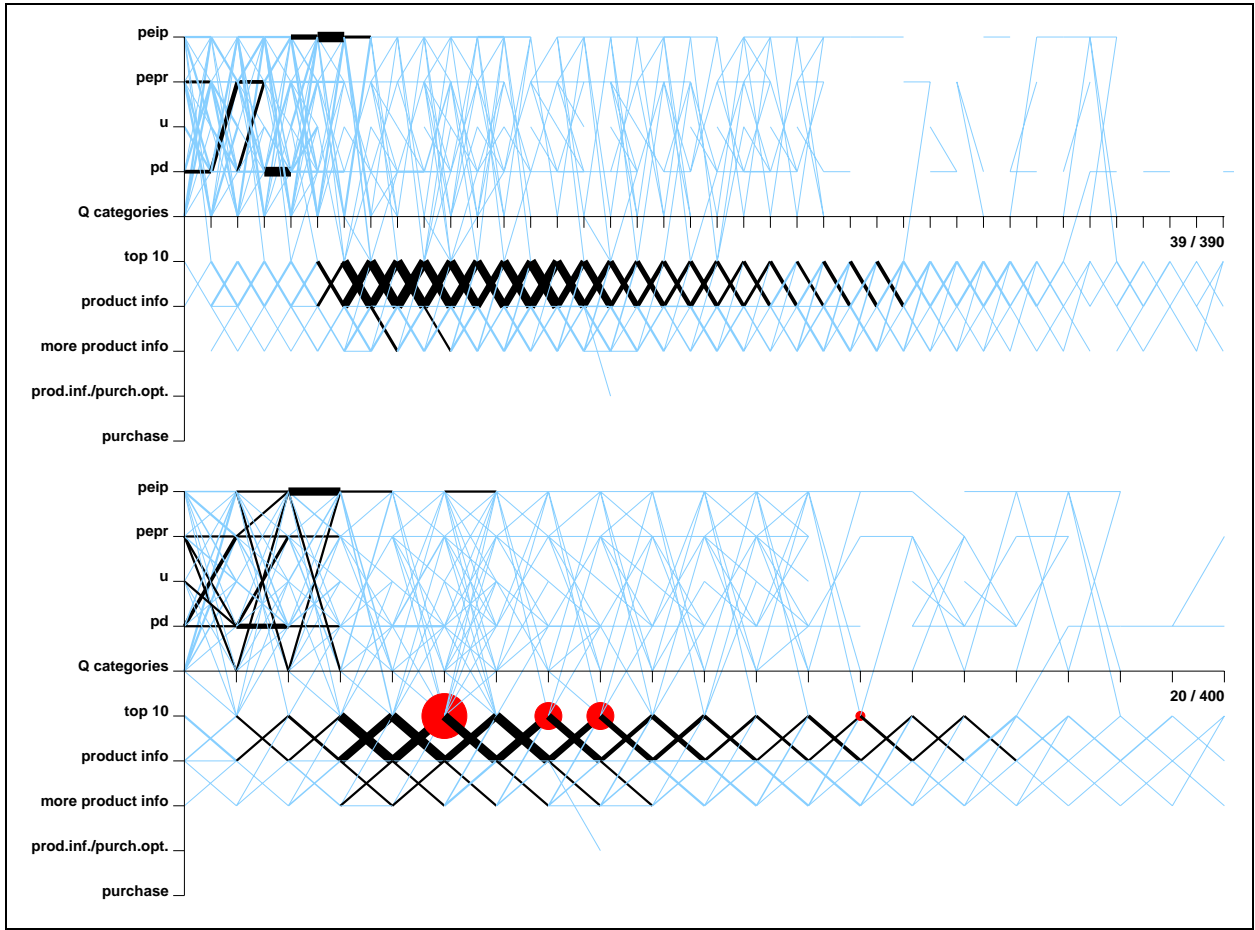 peip
pepr
u
pd
Q categories
39 / 390
top 10
product info
more product info
prod.inf./purch.opt.
purchase
peip
pepr
u
pd
Q categories
20 / 400
top 10
product info
more product info
prod.inf./purch.opt.
purchase